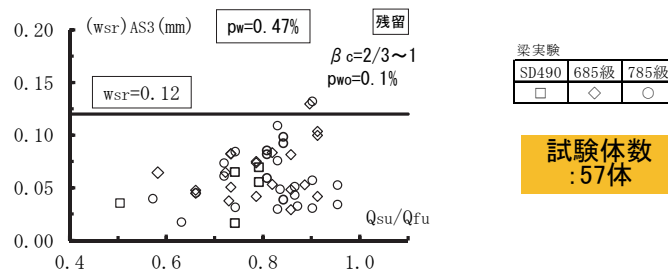 (wsr)AS3(mm)
pw=0.47%
残留
βc=2/3～1
pwo=0.1%
wsr=0.12
0.20
0.15
0.10
0.05
0.00
0.4 0.6 0.8 1.0
Qsu/Qfu
梁実験
SD490 685級 785級
□ ◇ ○
試験体数
:57体